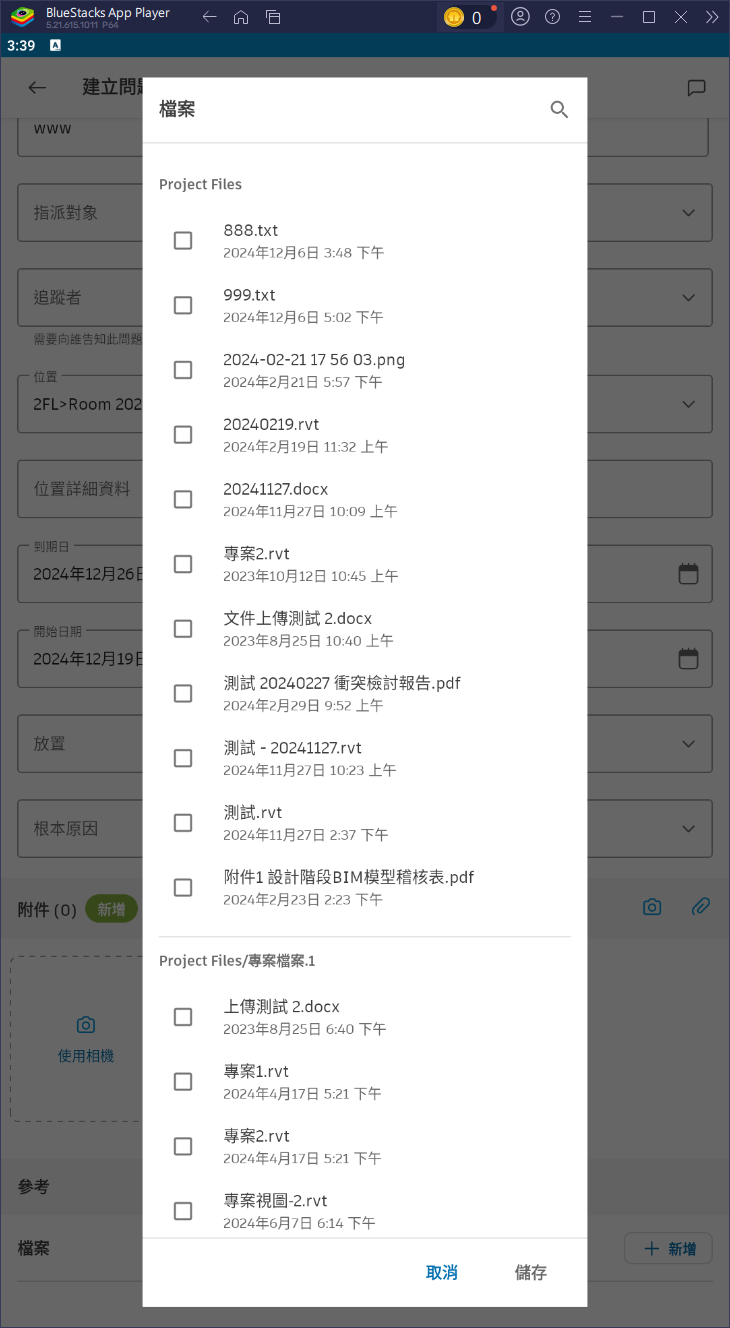 BlueStacks App Player
5.21.615.1011 P64
0
3:39
A
建立問題
檔案
www
Project Files
指派對象
888.txt
2024年12月6日 3:48 下午
追蹤者
999.txt
2024年12月6日 5:02 下午
需要向誰告知此問題
2024-02-21 17 56 03.png
2024年2月21日 5:57 下午
位置
2FL>Room 202
20240219.rvt
2024年2月19日 11:32 上午
位置詳細資料
20241127.docx
2024年11月27日 10:09 上午
到期日
2024年12月26日
專案2.rvt
2023年10月12日 10:45 上午
文件上傳測試 2.docx
2023年8月25日 10:40 上午
開始日期
2024年12月19日
測試 20240227 衝突檢討報告.pdf
2024年2月29日 9:52 上午
放置
測試 - 20241127.rvt
2024年11月27日 10:23 上午
根本原因
測試.rvt
2024年11月27日 2:37 下午
附件1 設計階段BIM模型稽核表.pdf
2024年2月23日 2:23 下午
附件 (0)
新增
Project Files/專案檔案.1
上傳測試 2.docx
2023年8月25日 6:40 下午
使用相機
專案1.rvt
2024年4月17日 5:21 下午
專案2.rvt
2024年4月17日 5:21 下午
參考
專案視圖-2.rvt
2024年6月7日 6:14 下午
檔案
新增
取消
儲存